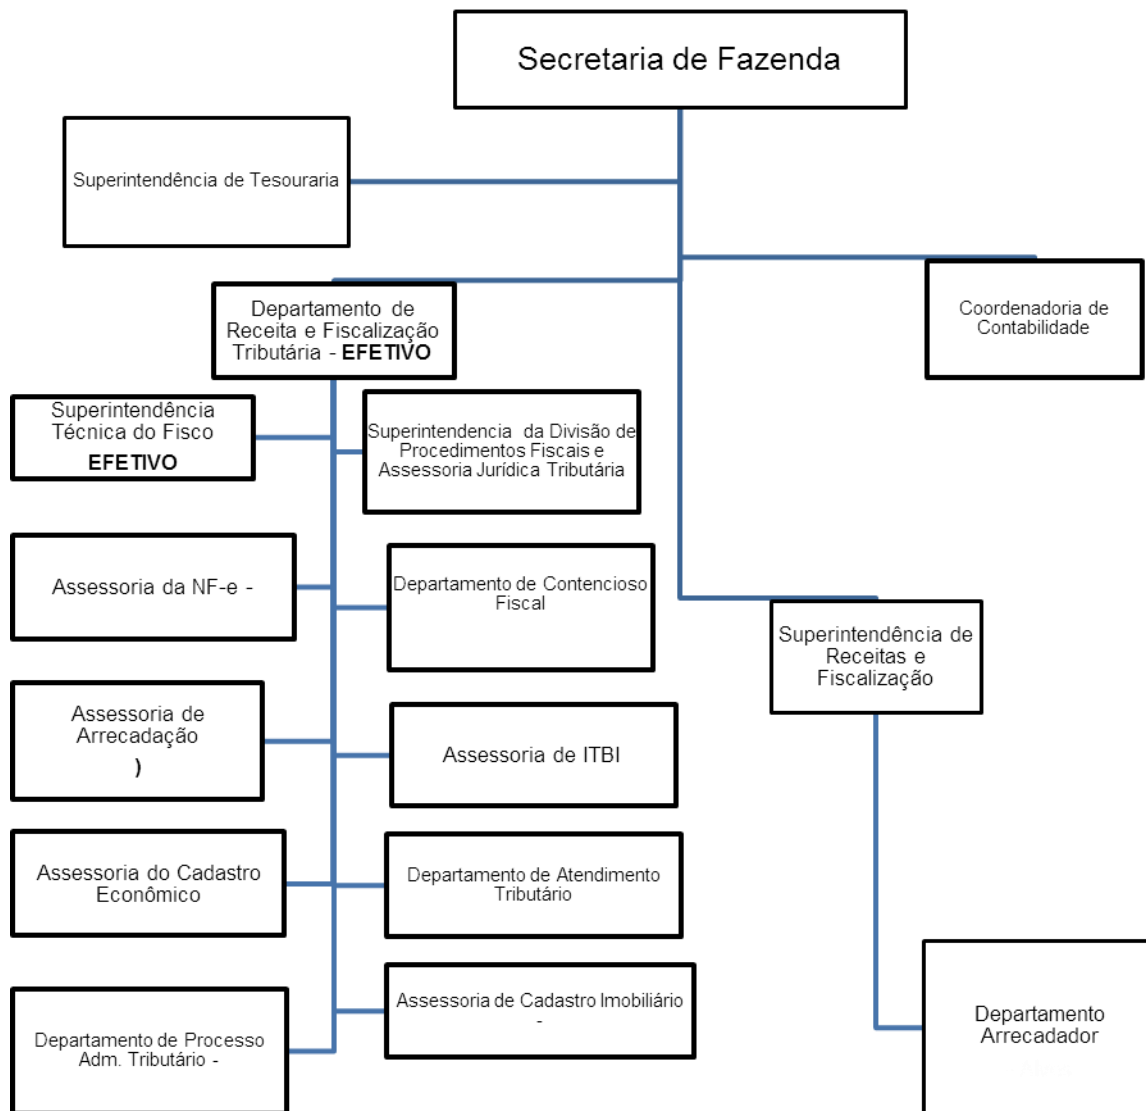 Secretaria de Fazenda
Superintendência de Tesouraria
Coordenadoria de
Contabilidade
Departamento de
Receita e Fiscalização
Tributária - EFETIVO
Superintendência
Técnica do Fisco
EFETIVO
Superintendencia da Divisão de
Procedimentos Fiscais e
Assessoria Jurídica Tributária
Assessoria da NF-e -
Departamento de Contencioso
Fiscal
Superintendência de
Receitas e
Fiscalização
Assessoria de
Arrecadação
)
Assessoria de ITBI
Assessoria do Cadastro
Econômico
Departamento de Atendimento
Tributário
Assessoria de Cadastro Imobiliário
-
Departamento de Processo
Adm. Tributário -
Departamento
Arrecadador